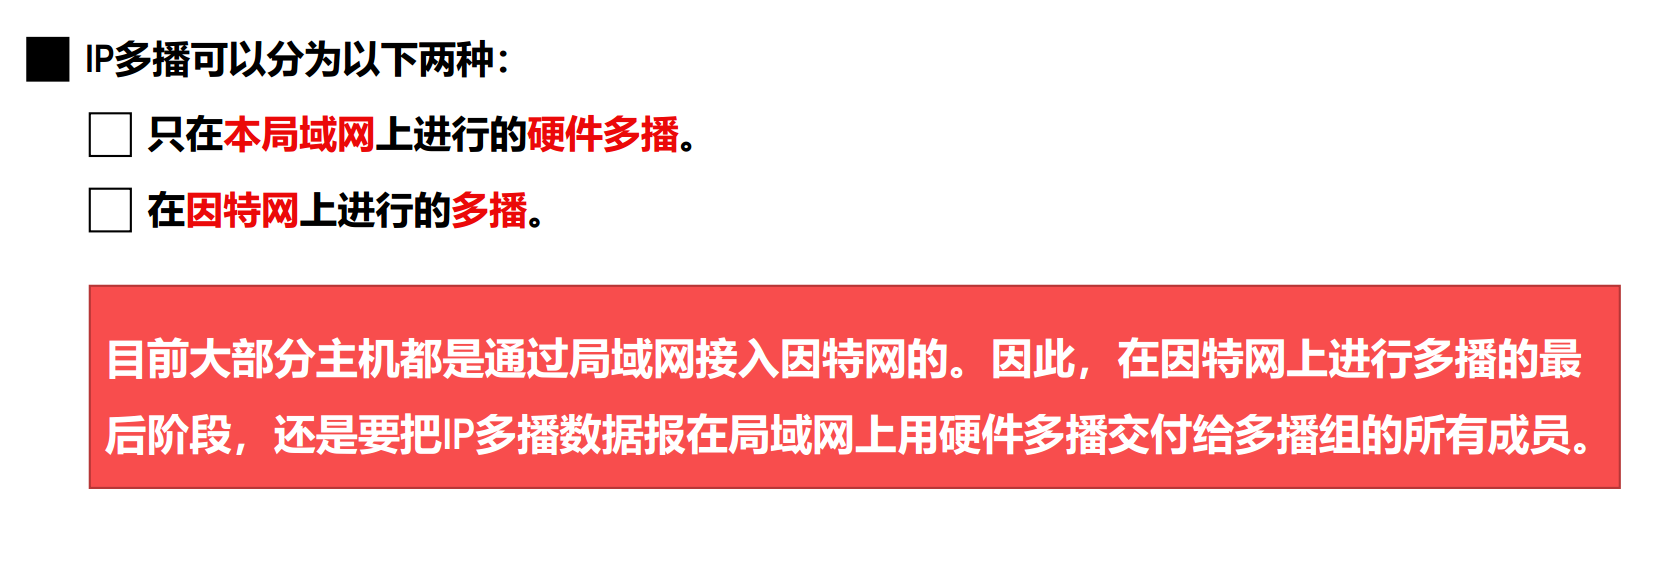 IP多播可以分为以下两种：
只在本局域网上进行的硬件多播。
在因特网上进行的多播。
目前大部分主机都是通过局域网接入因特网的。因此，在因特网上进行多播的最
后阶段，还是要把IP多播数据报在局域网上用硬件多播交付给多播组的所有成员。